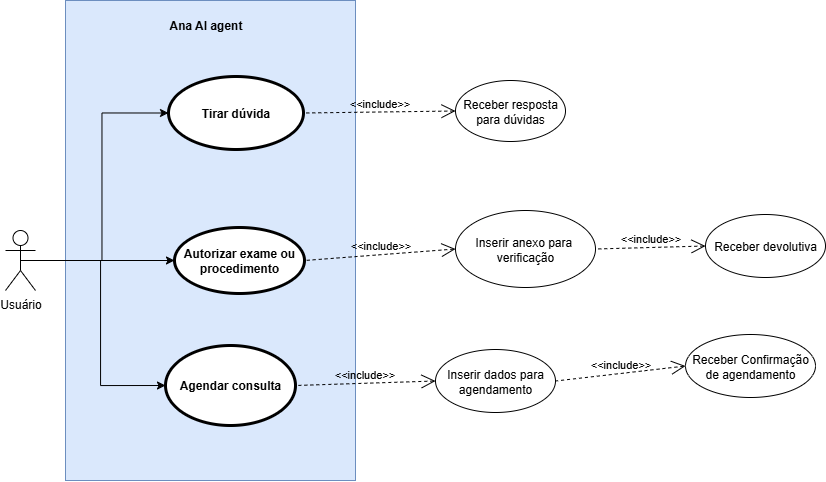 Ana AI agent
Tirar dúvida
<<include>>
Receber resposta
para dúvidas
Usuário
Autorizar exame ou
procedimento
<<include>>
Inserir anexo para
verificação
<<include>>
Receber devolutiva
Agendar consulta
<<include>>
Inserir dados para
agendamento
<<include>>
Receber Confirmação
de agendamento